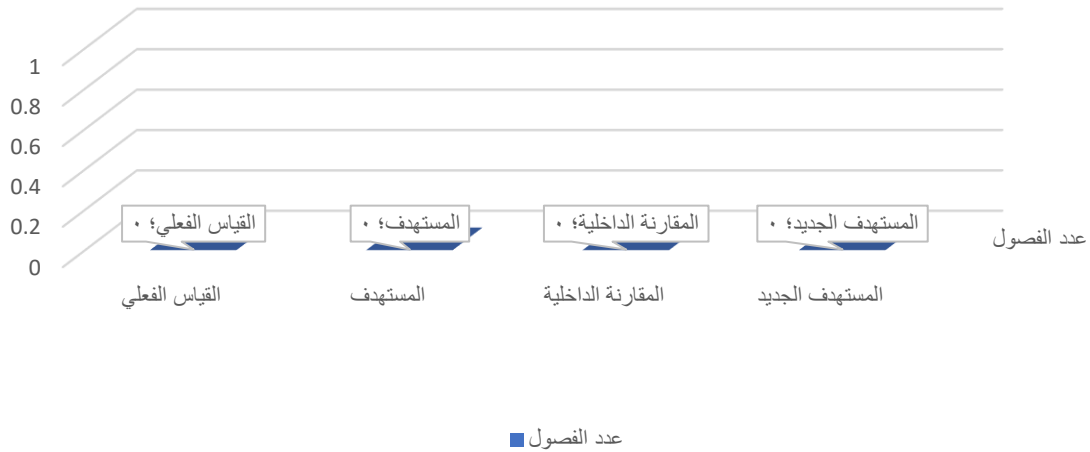 1
0.8
0.6
0.4
0.2
0
القياس الفعلي؛ ٠
المستهدف؛ ٠
المقارنة الداخلية؛ ٠
المستهدف الجديد؛ ٠
عدد الفصول
القياس الفعلي
المستهدف
المقارنة الداخلية
المستهدف الجديد
عدد الفصول